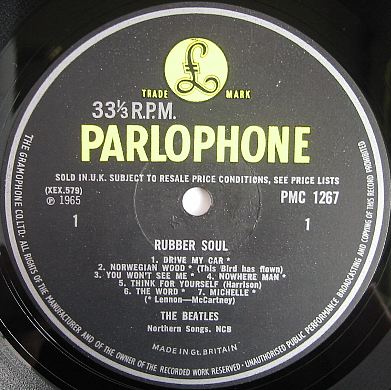 £
TRADE MARK
33⅓ R.P.M.
PARLOPHONE
SOLD IN U.K. SUBJECT TO RESALE PRICE CONDITIONS, SEE PRICE LISTS
(XEX.579)
PMC 1267
℗ 1965
1
1
RUBBER SOUL
1. DRIVE MY CAR *
2. NORWEGIAN WOOD * (This Bird has flown)
3. YOU WON'T SEE ME * 4. NOWHERE MAN *
5. THINK FOR YOURSELF (Harrison)
6. THE WORD * 7. MICHELLE *
(* Lennon—McCartney)
THE BEATLES
Northern Songs, NCB
MADE IN GT. BRITAIN
THE GRAMOPHONE CO. LTD. ALL RIGHTS OF THE MANUFACTURER AND OF THE OWNER OF THE RECORDED WORK RESERVED · UNAUTHORISED PUBLIC PERFORMANCE BROADCASTING AND COPYING OF THIS RECORD PROHIBITED